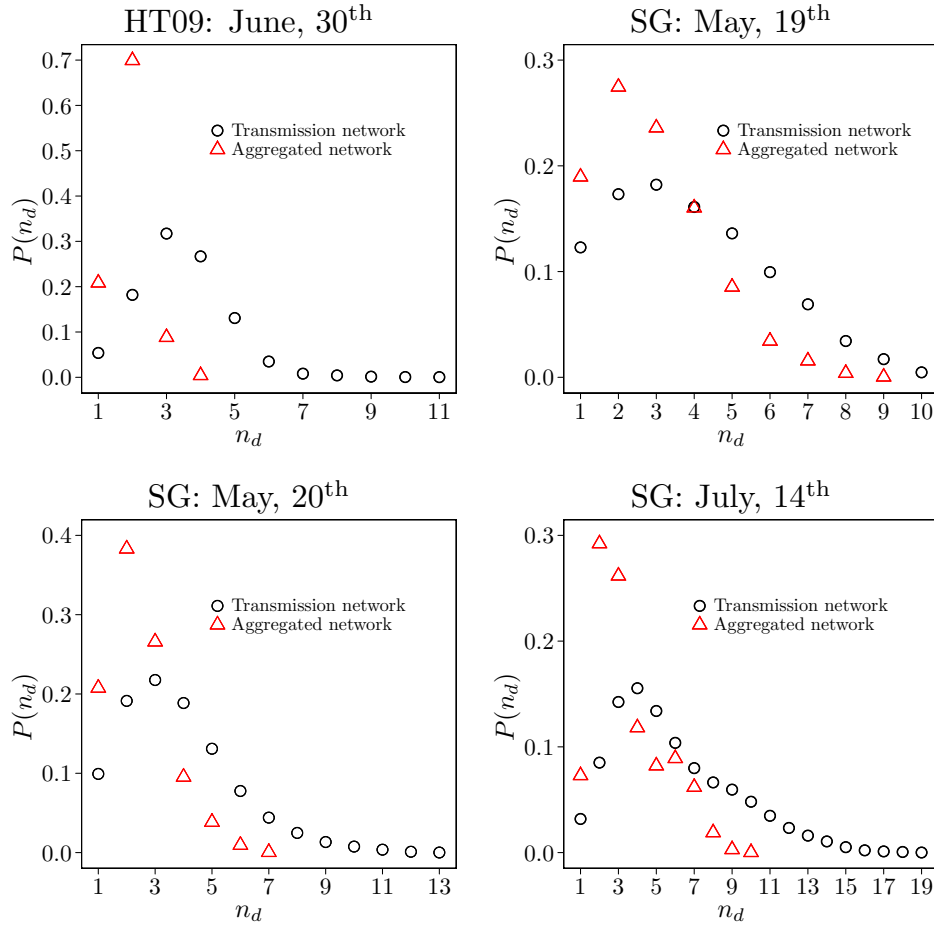 HT09: June, 30th
0.7
0.6
0.5
0.4
0.3
0.2
0.1
0.0
P(n_d)
Transmission network
Aggregated network
1 3 5 7 9 11
n_d
SG: May, 19th
0.3
0.2
0.1
0.0
P(n_d)
Transmission network
Aggregated network
1 2 3 4 5 6 7 8 9 10
n_d
SG: May, 20th
0.4
0.3
0.2
0.1
0.0
P(n_d)
Transmission network
Aggregated network
1 3 5 7 9 11 13
n_d
SG: July, 14th
0.3
0.2
0.1
0.0
P(n_d)
Transmission network
Aggregated network
1 3 5 7 9 11 13 15 17 19
n_d